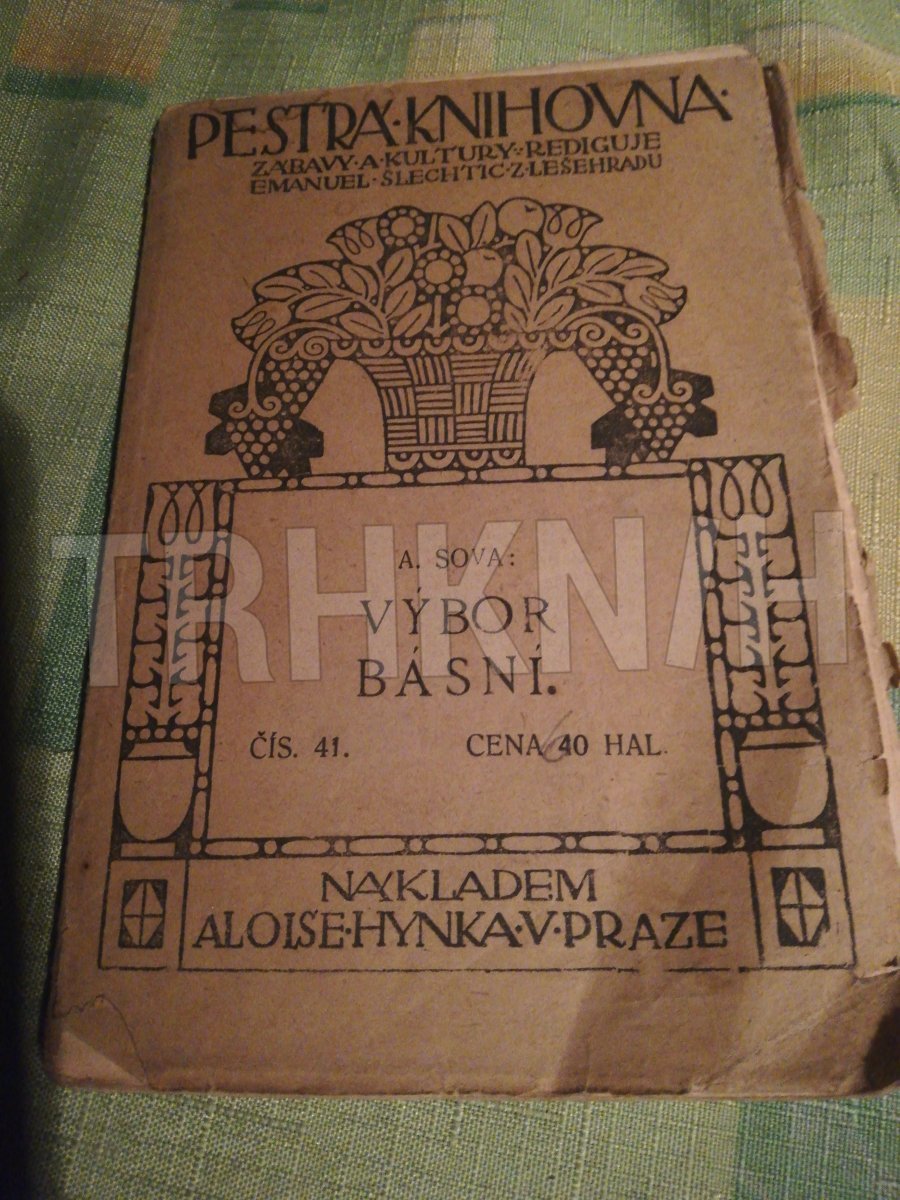 PESTRÁ·KNIHOVNA·
ZÁBAVY·A·KULTURY·REDIGUJE
EMANUEL·ŠLECHTIC·Z·LEŠEHRADU
A. SOVA:
VÝBOR
BÁSNÍ.
ČÍS. 41.
CENA 40 HAL.
NÁKLADEM
ALOISE·HYNKA·V·PRAZE
TRHKNIH